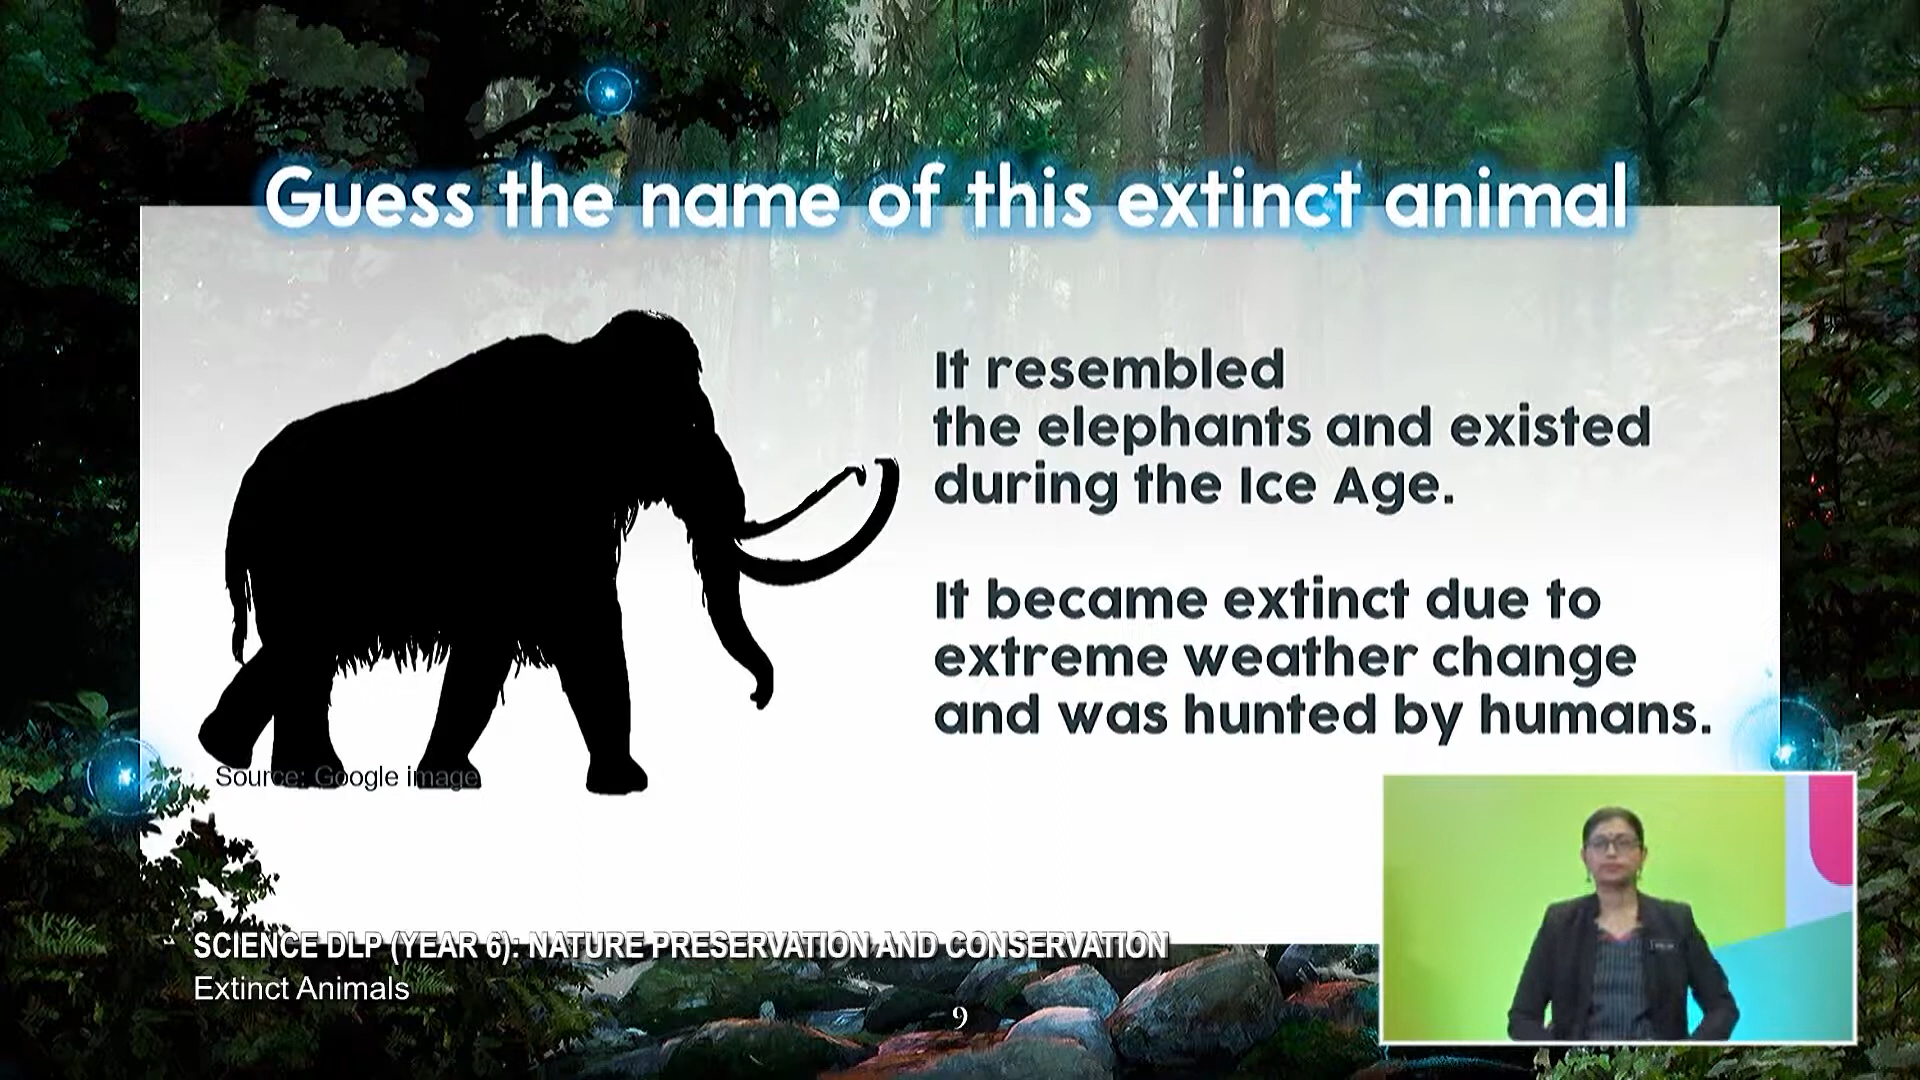 Guess the name of this extinct animal
It resembled
the elephants and existed
during the Ice Age.
It became extinct due to
extreme weather change
and was hunted by humans.
Source: Google image
SCIENCE DLP (YEAR 6): NATURE PRESERVATION AND CONSERVATION
Extinct Animals
9